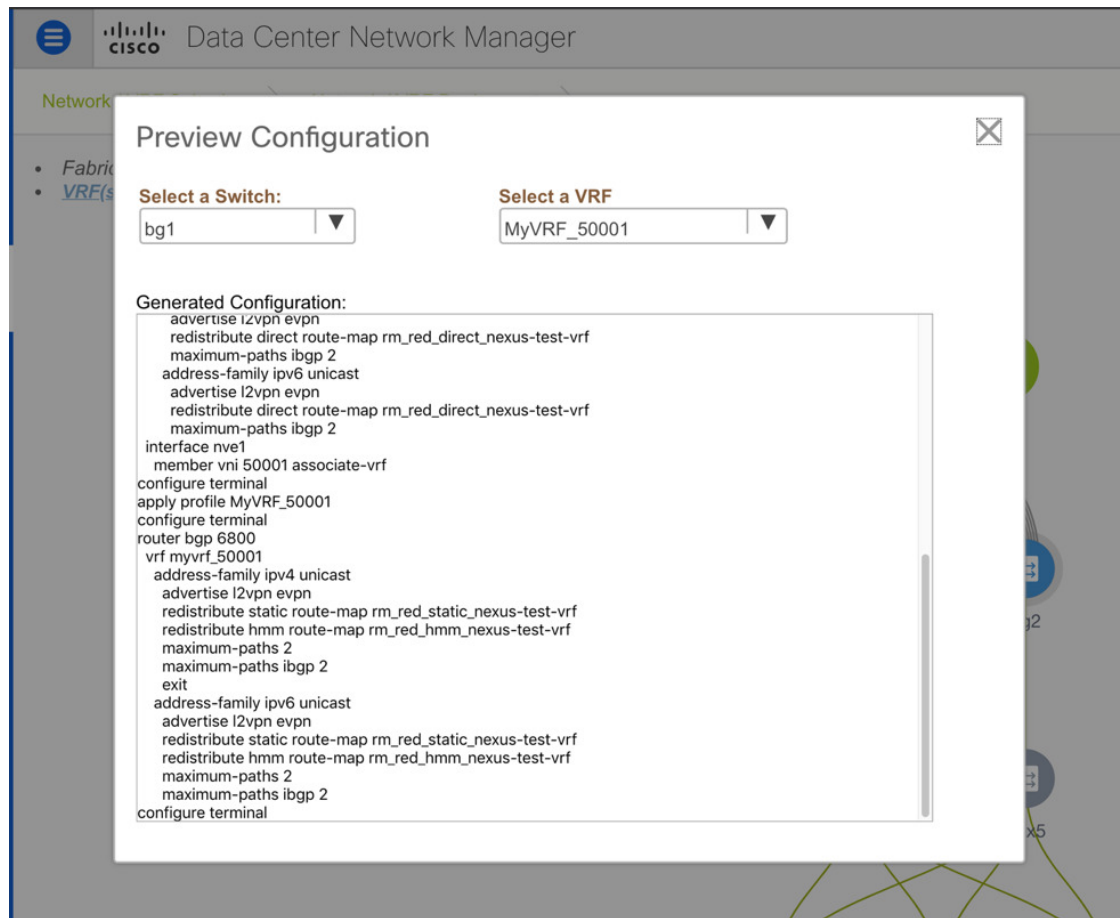 CISCO Data Center Network Manager
Network
Fabric
VRF(s
Preview Configuration
Select a Switch: Select a VRF
bg1 MyVRF_50001
Generated Configuration:
advertise l2vpn evpn
redistribute direct route-map rm_red_direct_nexus-test-vrf
maximum-paths ibgp 2
address-family ipv6 unicast
advertise l2vpn evpn
redistribute direct route-map rm_red_direct_nexus-test-vrf
maximum-paths ibgp 2
interface nve1
member vni 50001 associate-vrf
configure terminal
apply profile MyVRF_50001
configure terminal
router bgp 6800
vrf myvrf_50001
address-family ipv4 unicast
advertise l2vpn evpn
redistribute static route-map rm_red_static_nexus-test-vrf
redistribute hmm route-map rm_red_hmm_nexus-test-vrf
maximum-paths 2
maximum-paths ibgp 2
exit
address-family ipv6 unicast
advertise l2vpn evpn
redistribute static route-map rm_red_static_nexus-test-vrf
redistribute hmm route-map rm_red_hmm_nexus-test-vrf
maximum-paths 2
maximum-paths ibgp 2
configure terminal
g2
x5